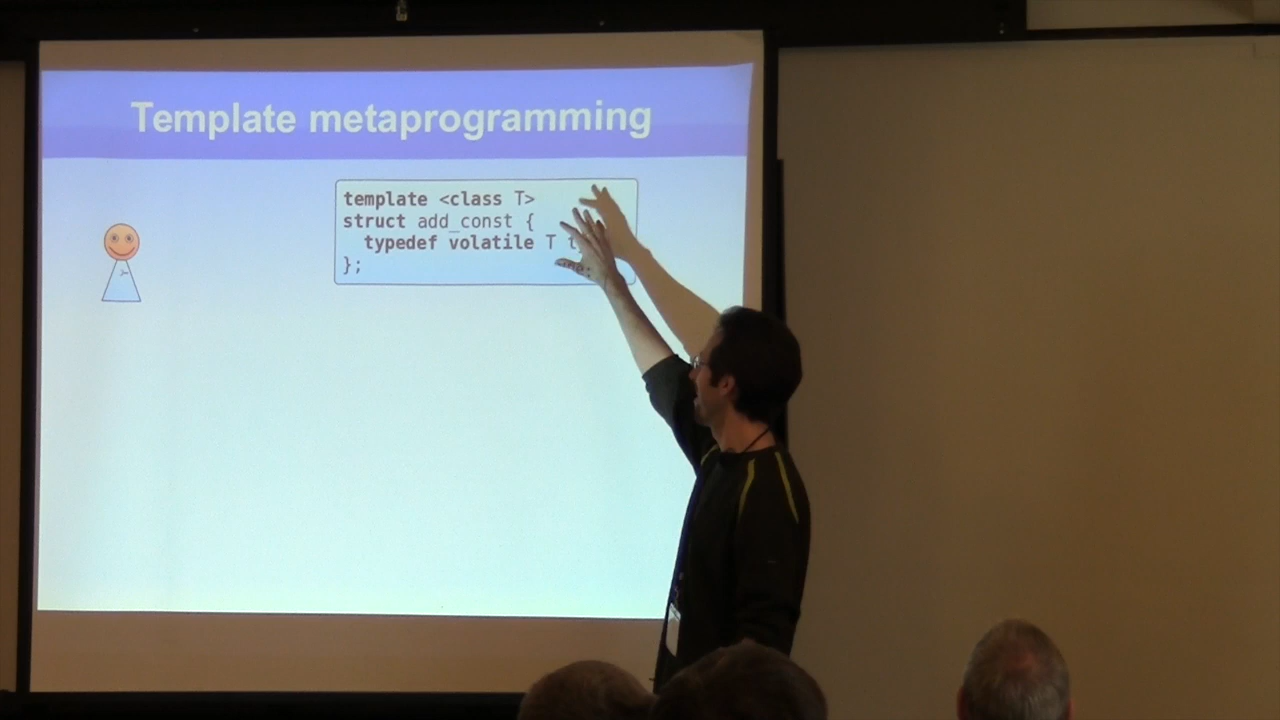 Template metaprogramming
template <class T>
struct add_const {
typedef volatile T
};